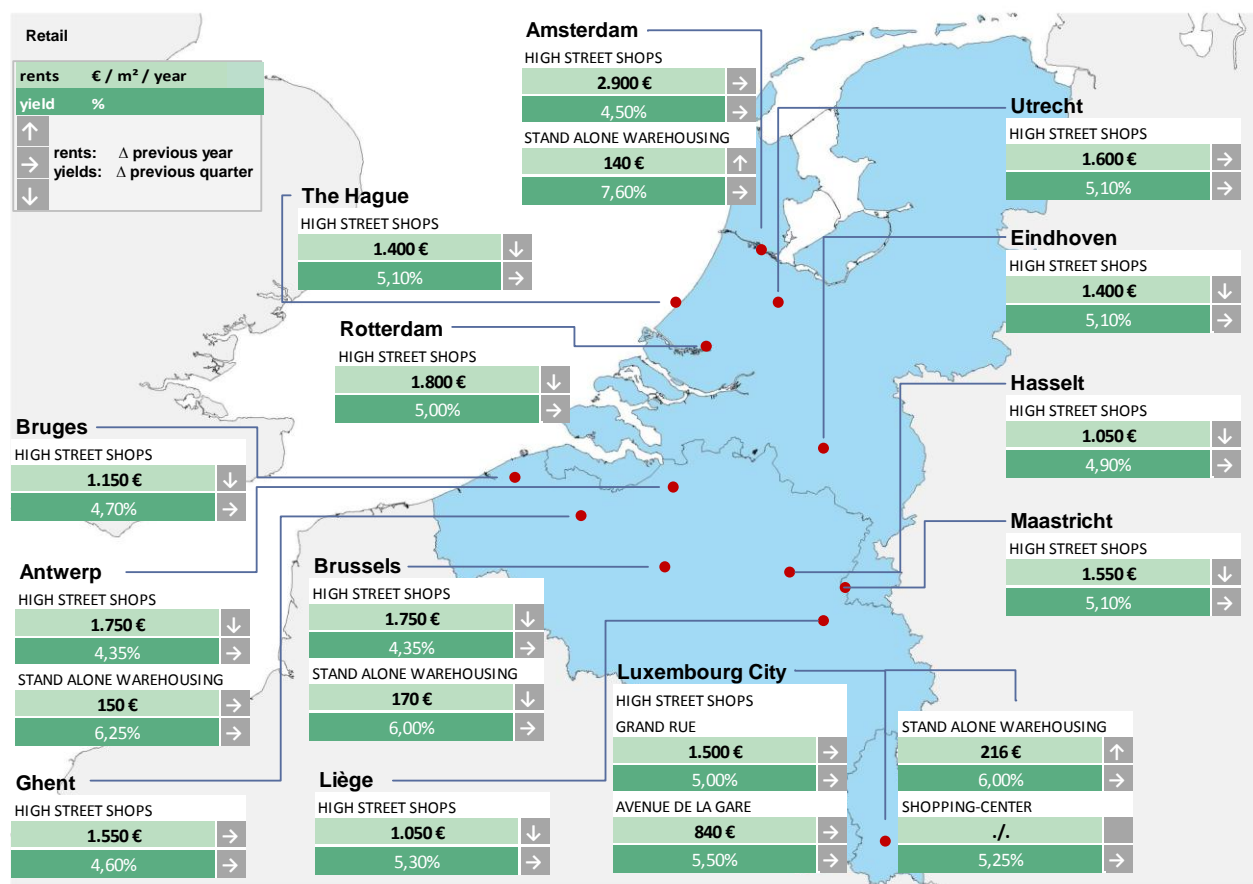 Retail
rents € / m² / year
yield %
↑
→ rents: Δ previous year
yields: Δ previous quarter
↓
Amsterdam
HIGH STREET SHOPS
2.900 € →
4,50% →
STAND ALONE WAREHOUSING
140 € ↑
7,60% →
Utrecht
HIGH STREET SHOPS
1.600 € →
5,10% →
The Hague
HIGH STREET SHOPS
1.400 € ↓
5,10% →
Eindhoven
HIGH STREET SHOPS
1.400 € ↓
5,10% →
Rotterdam
HIGH STREET SHOPS
1.800 € ↓
5,00% →
Hasselt
HIGH STREET SHOPS
1.050 € ↓
4,90% →
Bruges
HIGH STREET SHOPS
1.150 € ↓
4,70% →
Maastricht
HIGH STREET SHOPS
1.550 € ↓
5,10% →
Antwerp
HIGH STREET SHOPS
1.750 € ↓
4,35% →
STAND ALONE WAREHOUSING
150 € →
6,25% →
Brussels
HIGH STREET SHOPS
1.750 € ↓
4,35% →
STAND ALONE WAREHOUSING
170 € ↓
6,00% →
Luxembourg City
HIGH STREET SHOPS
GRAND RUE
1.500 € →
5,00% →
AVENUE DE LA GARE
840 € →
5,50% →
STAND ALONE WAREHOUSING
216 € ↑
6,00% →
SHOPPING-CENTER
./.
5,25% →
Ghent
HIGH STREET SHOPS
1.550 € →
4,60% →
Liège
HIGH STREET SHOPS
1.050 € ↓
5,30% →